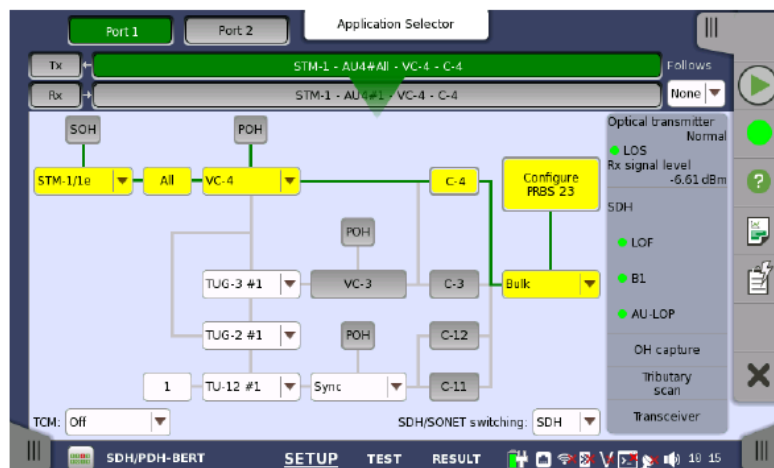 Port 1
Port 2
Application Selector
Tx
STM-1 - AU4#All - VC-4 - C-4
Follows
Rx
STM-1 - AU4#1 - VC-4 - C-4
None
SOH
POH
STM-1/1e
All
VC-4
C-4
Configure
PRBS 23
POH
TUG-3 #1
VC-3
C-3
Bulk
TUG-2 #1
POH
C-12
1
TU-12 #1
Sync
C-11
TCM:
Off
SDH/SONET switching:
SDH
Optical transmitter
Normal
LOS
Rx signal level
-6.61 dBm
SDH
LOF
B1
AU-LOP
OH capture
Tributary
scan
Transceiver
SDH/PDH-BERT
SETUP
TEST
RESULT